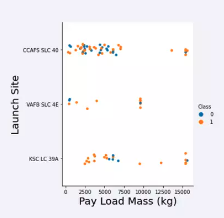 CCAFS SLC 40
VAFB SLC 4E
KSC LC 39A
Launch Site
0 2500 5000 7500 10000 12500 15000
Pay Load Mass (kg)
Class
0
1